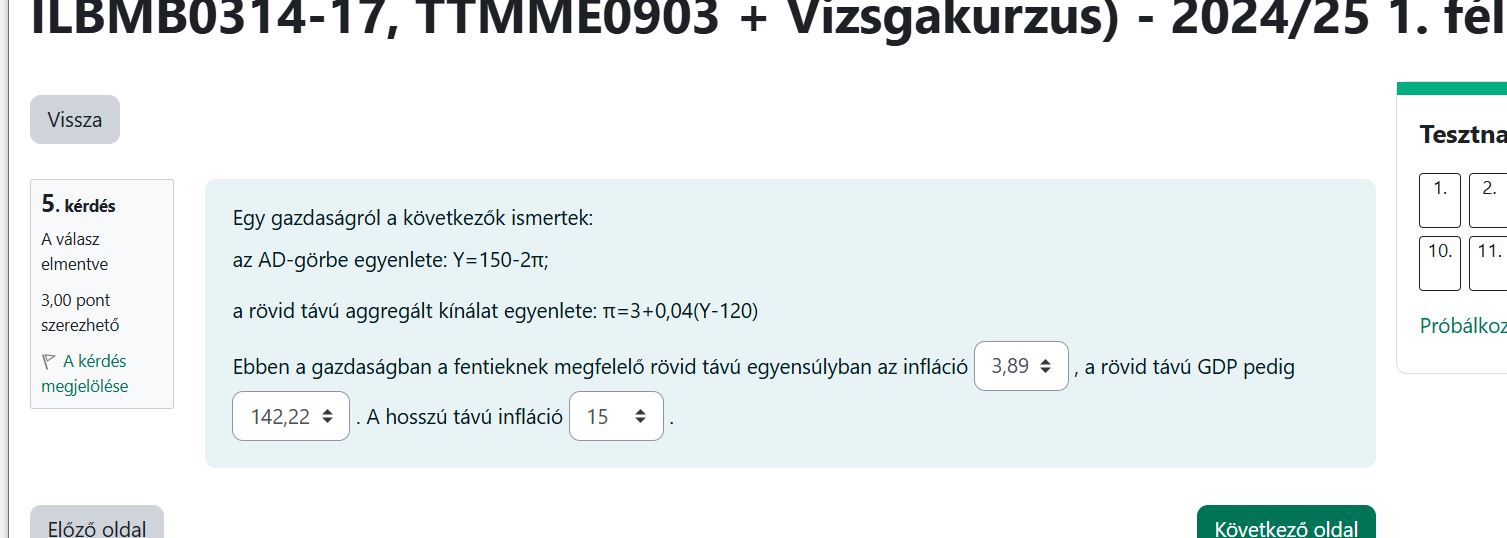 ILBMB0314-17, TTMME0903 + Vizsgakurzus) - 2024/25 1. fél
Vissza
5. kérdés
A válasz
elmentve
3,00 pont
szerezhető
A kérdés
megjelölése
Egy gazdaságról a következők ismertek:
az AD-görbe egyenlete: Y=150-2π;
a rövid távú aggregált kínálat egyenlete: π=3+0,04(Y-120)
Ebben a gazdaságban a fentieknek megfelelő rövid távú egyensúlyban az infláció 3,89 , a rövid távú GDP pedig
142,22 . A hosszú távú infláció 15 .
Előző oldal
Következő oldal
Tesztna
1. 2.
10. 11.
Próbálkoz